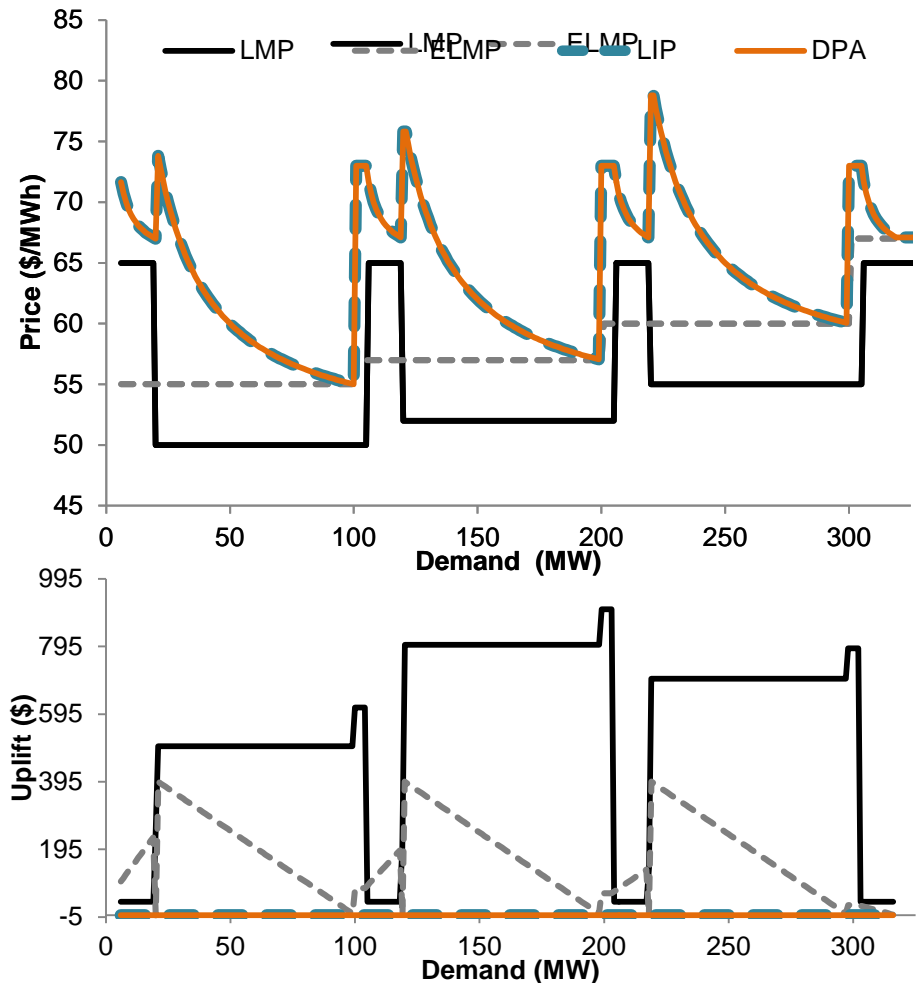 85
LMP ELMP
LMP ELMP LIP DPA
80
75
70
65
60
55
50
45
Price ($/MWh)
0 50 100 150 200 250 300
Demand (MW)
995
795
595
395
195
-5
Uplift ($)
0 50 100 150 200 250 300
Demand (MW)